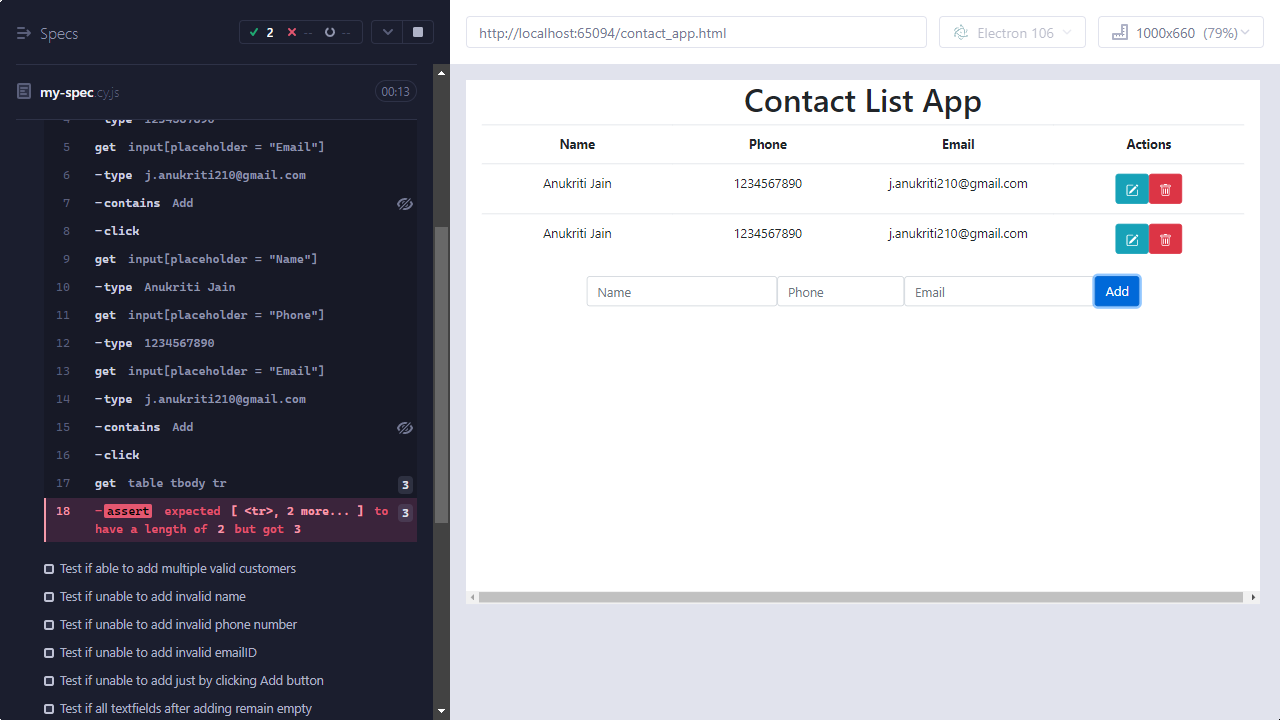 Specs
2 -- --
my-spec.cy.js
00:13
4 -type 1234567890
5 get input[placeholder = "Email"]
6 -type j.anukriti210@gmail.com
7 -contains Add
8 -click
9 get input[placeholder = "Name"]
10 -type Anukriti Jain
11 get input[placeholder = "Phone"]
12 -type 1234567890
13 get input[placeholder = "Email"]
14 -type j.anukriti210@gmail.com
15 -contains Add
16 -click
17 get table tbody tr 3
18 -assert expected [ <tr>, 2 more... ] to 3
have a length of 2 but got 3
Test if able to add multiple valid customers
Test if unable to add invalid name
Test if unable to add invalid phone number
Test if unable to add invalid emailID
Test if unable to add just by clicking Add button
Test if all textfields after adding remain empty
http://localhost:65094/contact_app.html
Electron 106
1000x660 (79%)
Contact List App
Name Phone Email Actions
Anukriti Jain 1234567890 j.anukriti210@gmail.com
Anukriti Jain 1234567890 j.anukriti210@gmail.com
Name Phone Email Add